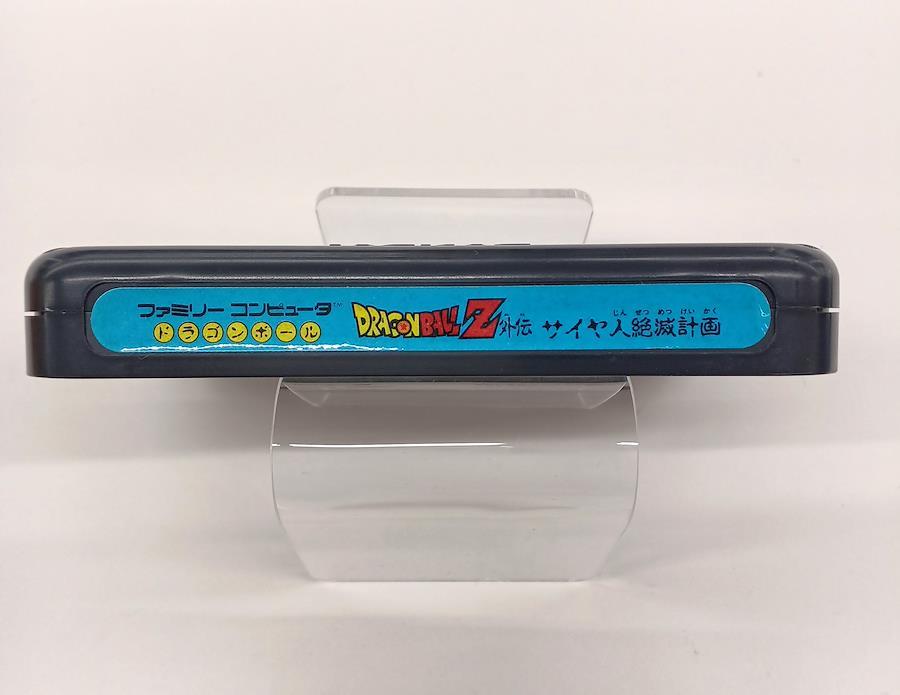 ファミリー コンピュータ™
ドラゴンボール
DRAGON BALL Z 外伝
じん ぜつ めつ けい かく
サイヤ人絶滅計画